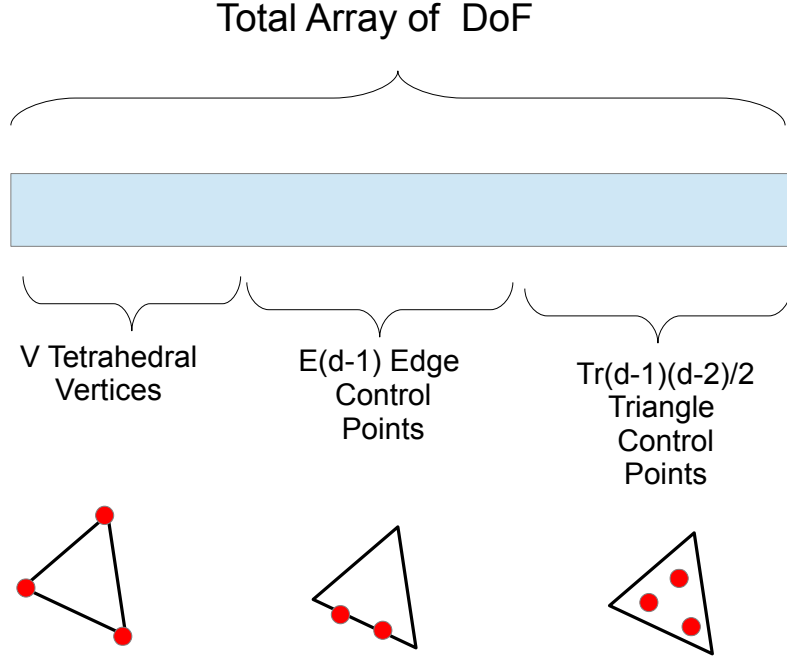 Total Array of DoF
V Tetrahedral
Vertices
E(d-1) Edge
Control
Points
Tr(d-1)(d-2)/2
Triangle
Control
Points